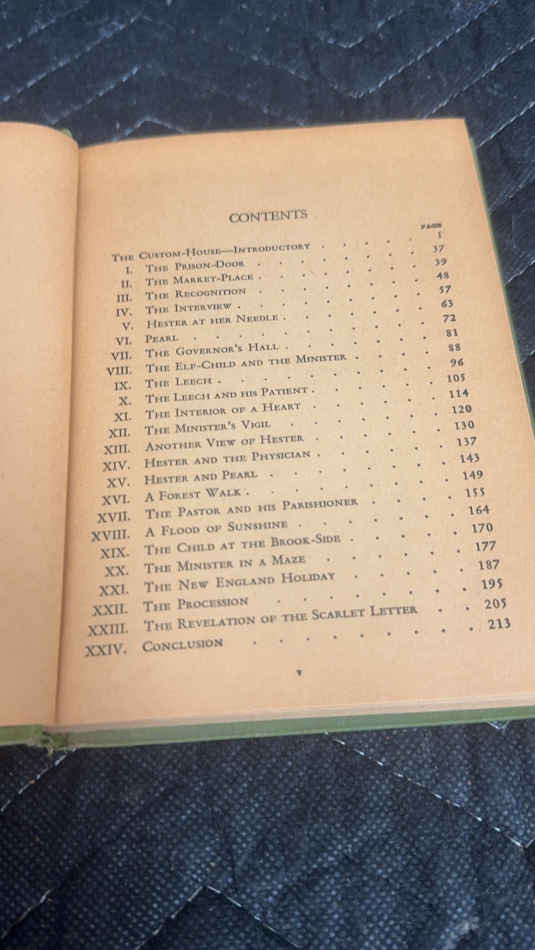 CONTENTS
PAGE
The Custom-House—Introductory . . . . 1
I. The Prison-Door . . . . . . 37
II. The Market-Place . . . . . . 39
III. The Recognition . . . . . . 48
IV. The Interview . . . . . . . 57
V. Hester at her Needle . . . . . 63
VI. Pearl . . . . . . . . 72
VII. The Governor's Hall . . . . . 81
VIII. The Elf-Child and the Minister . . . 88
IX. The Leech . . . . . . . 96
X. The Leech and his Patient . . . . 105
XI. The Interior of a Heart . . . . 114
XII. The Minister's Vigil . . . . . 120
XIII. Another View of Hester . . . . 130
XIV. Hester and the Physician . . . . 137
XV. Hester and Pearl . . . . . . 143
XVI. A Forest Walk . . . . . . 149
XVII. The Pastor and his Parishioner . . . 155
XVIII. A Flood of Sunshine . . . . . 164
XIX. The Child at the Brook-Side . . . . 170
XX. The Minister in a Maze . . . . 177
XXI. The New England Holiday . . . . 187
XXII. The Procession . . . . . . 195
XXIII. The Revelation of the Scarlet Letter . . 205
XXIV. Conclusion . . . . . . . 213
v